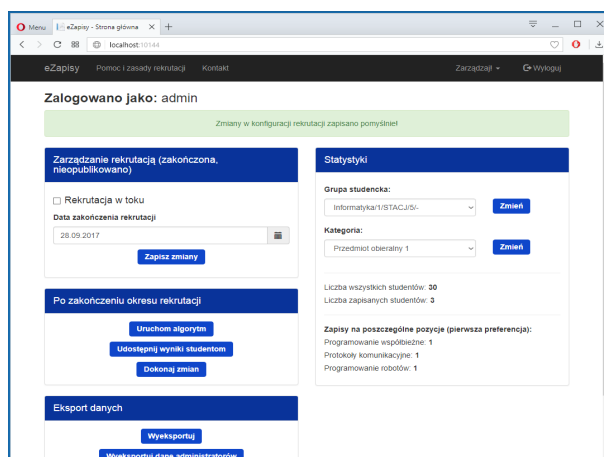 Menu eZapisy - Strona główna
localhost:10144
eZapisy Pomoc i zasady rekrutacji Kontakt Zarządzaj! Wyloguj
Zalogowano jako: admin
Zmiany w konfiguracji rekrutacji zapisano pomyślnie!
Zarządzanie rekrutacją (zakończona,
nieopublikowano)
Rekrutacja w toku
Data zakończenia rekrutacji
28.09.2017
Zapisz zmiany
Po zakończeniu okresu rekrutacji
Uruchom algorytm
Udostępnij wyniki studentom
Dokonaj zmian
Eksport danych
Wyeksportuj
Wyeksportuj dane administratorów
Statystyki
Grupa studencka:
Informatyka/1/STACJ/5/- Zmień
Kategoria:
Przedmiot obieralny 1 Zmień
Liczba wszystkich studentów: 30
Liczba zapisanych studentów: 3
Zapisy na poszczególne pozycje (pierwsza preferencja):
Programowanie współbieżne: 1
Protokoły komunikacyjne: 1
Programowanie robotów: 1